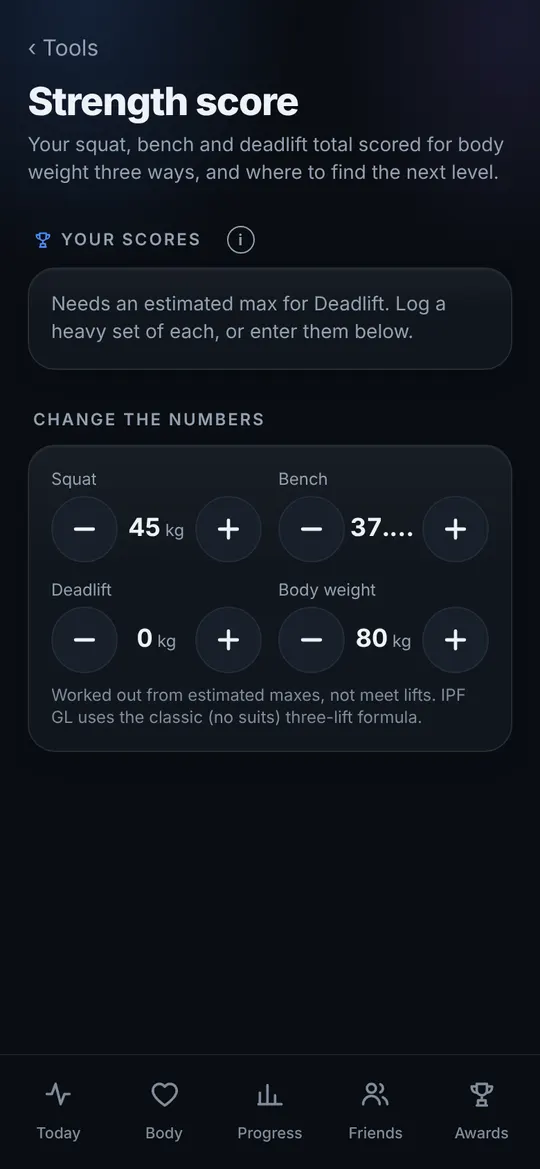 ‹ Tools
Strength score
Your squat, bench and deadlift total scored for body
weight three ways, and where to find the next level.
YOUR SCORES
Needs an estimated max for Deadlift. Log a
heavy set of each, or enter them below.
CHANGE THE NUMBERS
Squat Bench
− 45 kg + − 37.... +
Deadlift Body weight
− 0 kg + − 80 kg +
Worked out from estimated maxes, not meet lifts. IPF
GL uses the classic (no suits) three-lift formula.
Today Body Progress Friends Awards